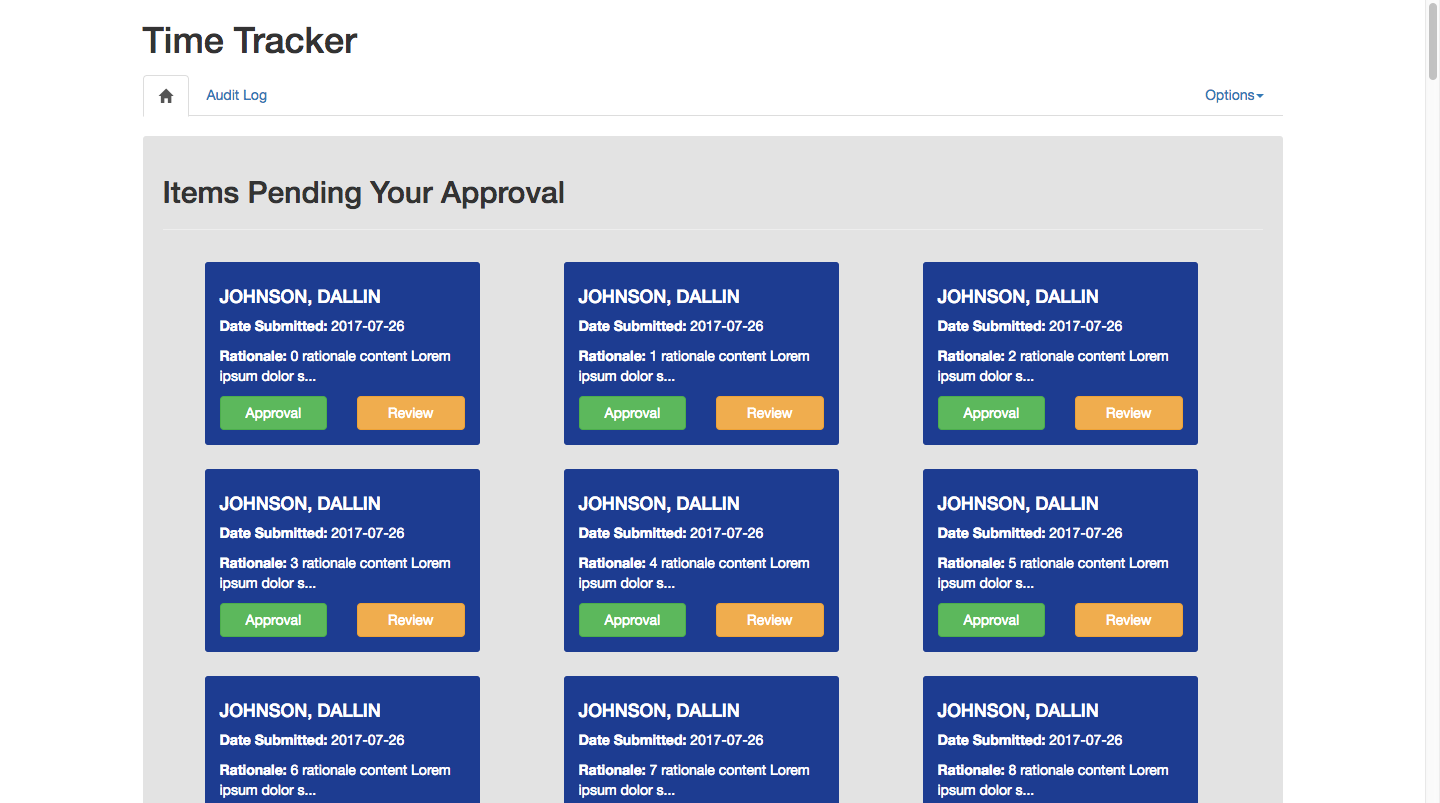 Time Tracker
Audit Log
Options
Items Pending Your Approval
JOHNSON, DALLIN
Date Submitted: 2017-07-26
Rationale: 0 rationale content Lorem
ipsum dolor s...
Approval
Review
JOHNSON, DALLIN
Date Submitted: 2017-07-26
Rationale: 1 rationale content Lorem
ipsum dolor s...
Approval
Review
JOHNSON, DALLIN
Date Submitted: 2017-07-26
Rationale: 2 rationale content Lorem
ipsum dolor s...
Approval
Review
JOHNSON, DALLIN
Date Submitted: 2017-07-26
Rationale: 3 rationale content Lorem
ipsum dolor s...
Approval
Review
JOHNSON, DALLIN
Date Submitted: 2017-07-26
Rationale: 4 rationale content Lorem
ipsum dolor s...
Approval
Review
JOHNSON, DALLIN
Date Submitted: 2017-07-26
Rationale: 5 rationale content Lorem
ipsum dolor s...
Approval
Review
JOHNSON, DALLIN
Date Submitted: 2017-07-26
Rationale: 6 rationale content Lorem
ipsum dolor s...
JOHNSON, DALLIN
Date Submitted: 2017-07-26
Rationale: 7 rationale content Lorem
ipsum dolor s...
JOHNSON, DALLIN
Date Submitted: 2017-07-26
Rationale: 8 rationale content Lorem
ipsum dolor s...